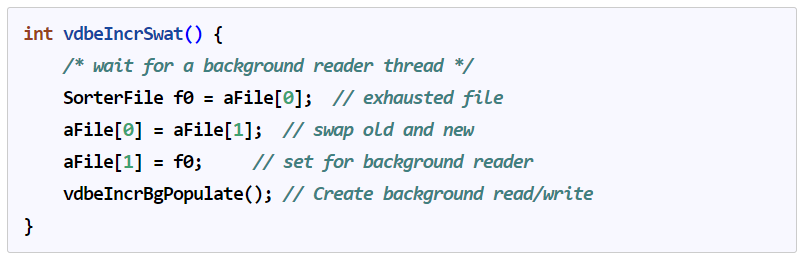 int vdbeIncrSwat() {
/* wait for a background reader thread */
SorterFile f0 = aFile[0];  // exhausted file
aFile[0] = aFile[1];  // swap old and new
aFile[1] = f0;     // set for background reader
vdbeIncrBgPopulate(); // Create background read/write
}